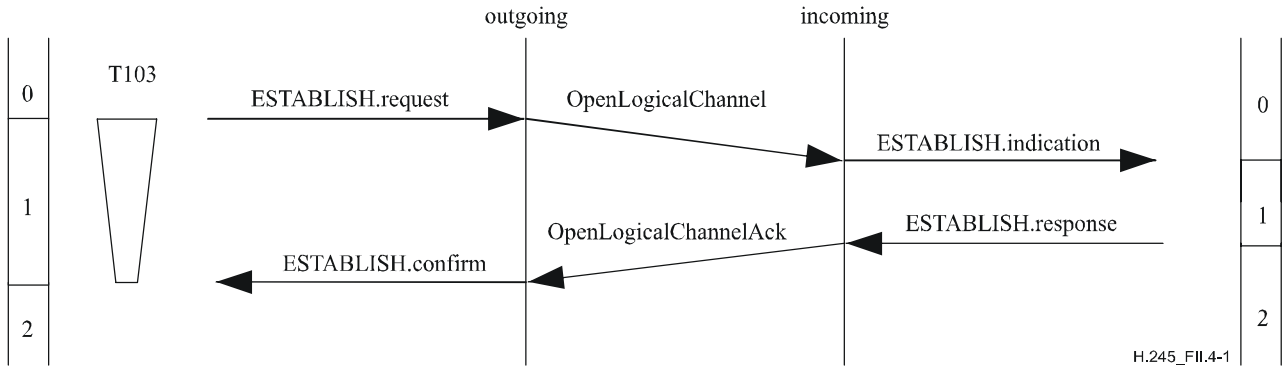 outgoing
incoming
T103
0
ESTABLISH.request
OpenLogicalChannel
0
ESTABLISH.indication
1
OpenLogicalChannelAck
ESTABLISH.response
1
ESTABLISH.confirm
2
2
H.245_FII.4-1